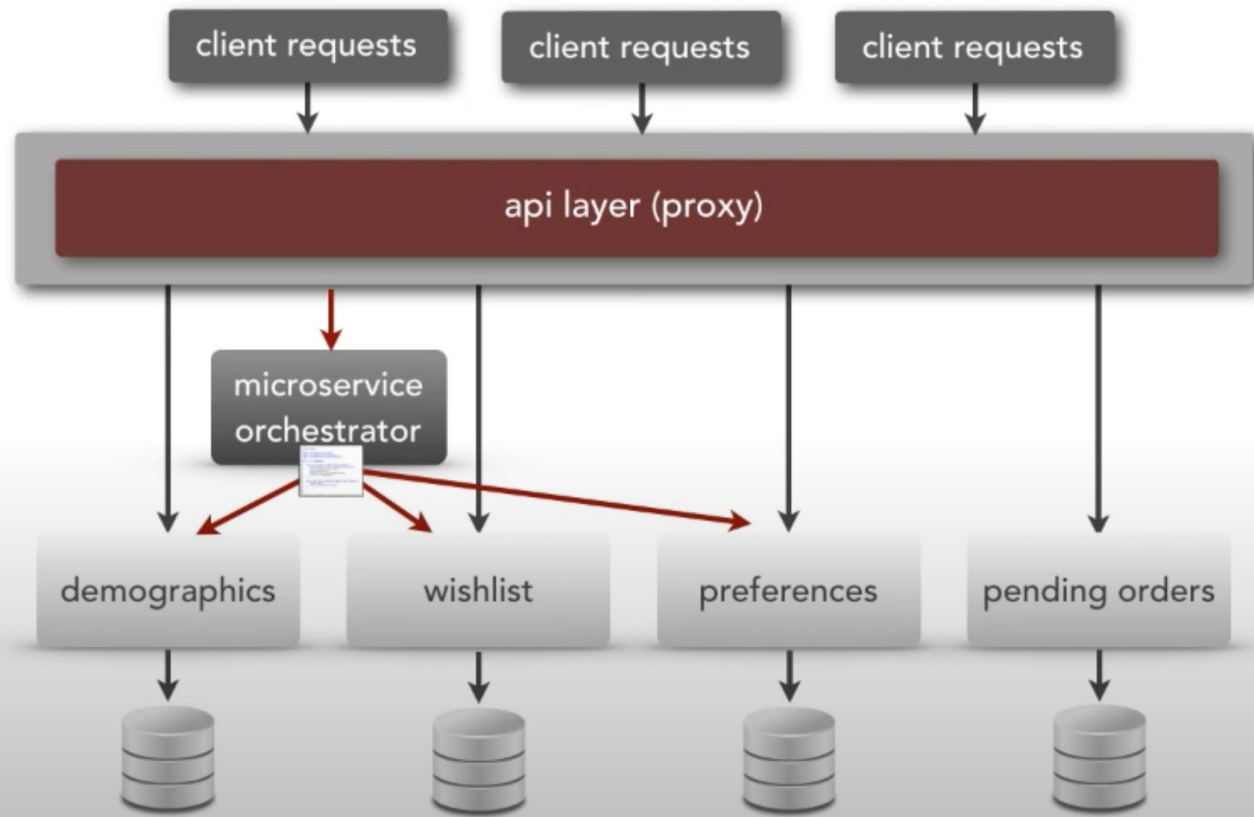 client requests
client requests
client requests
api layer (proxy)
microservice
orchestrator
demographics
wishlist
preferences
pending orders